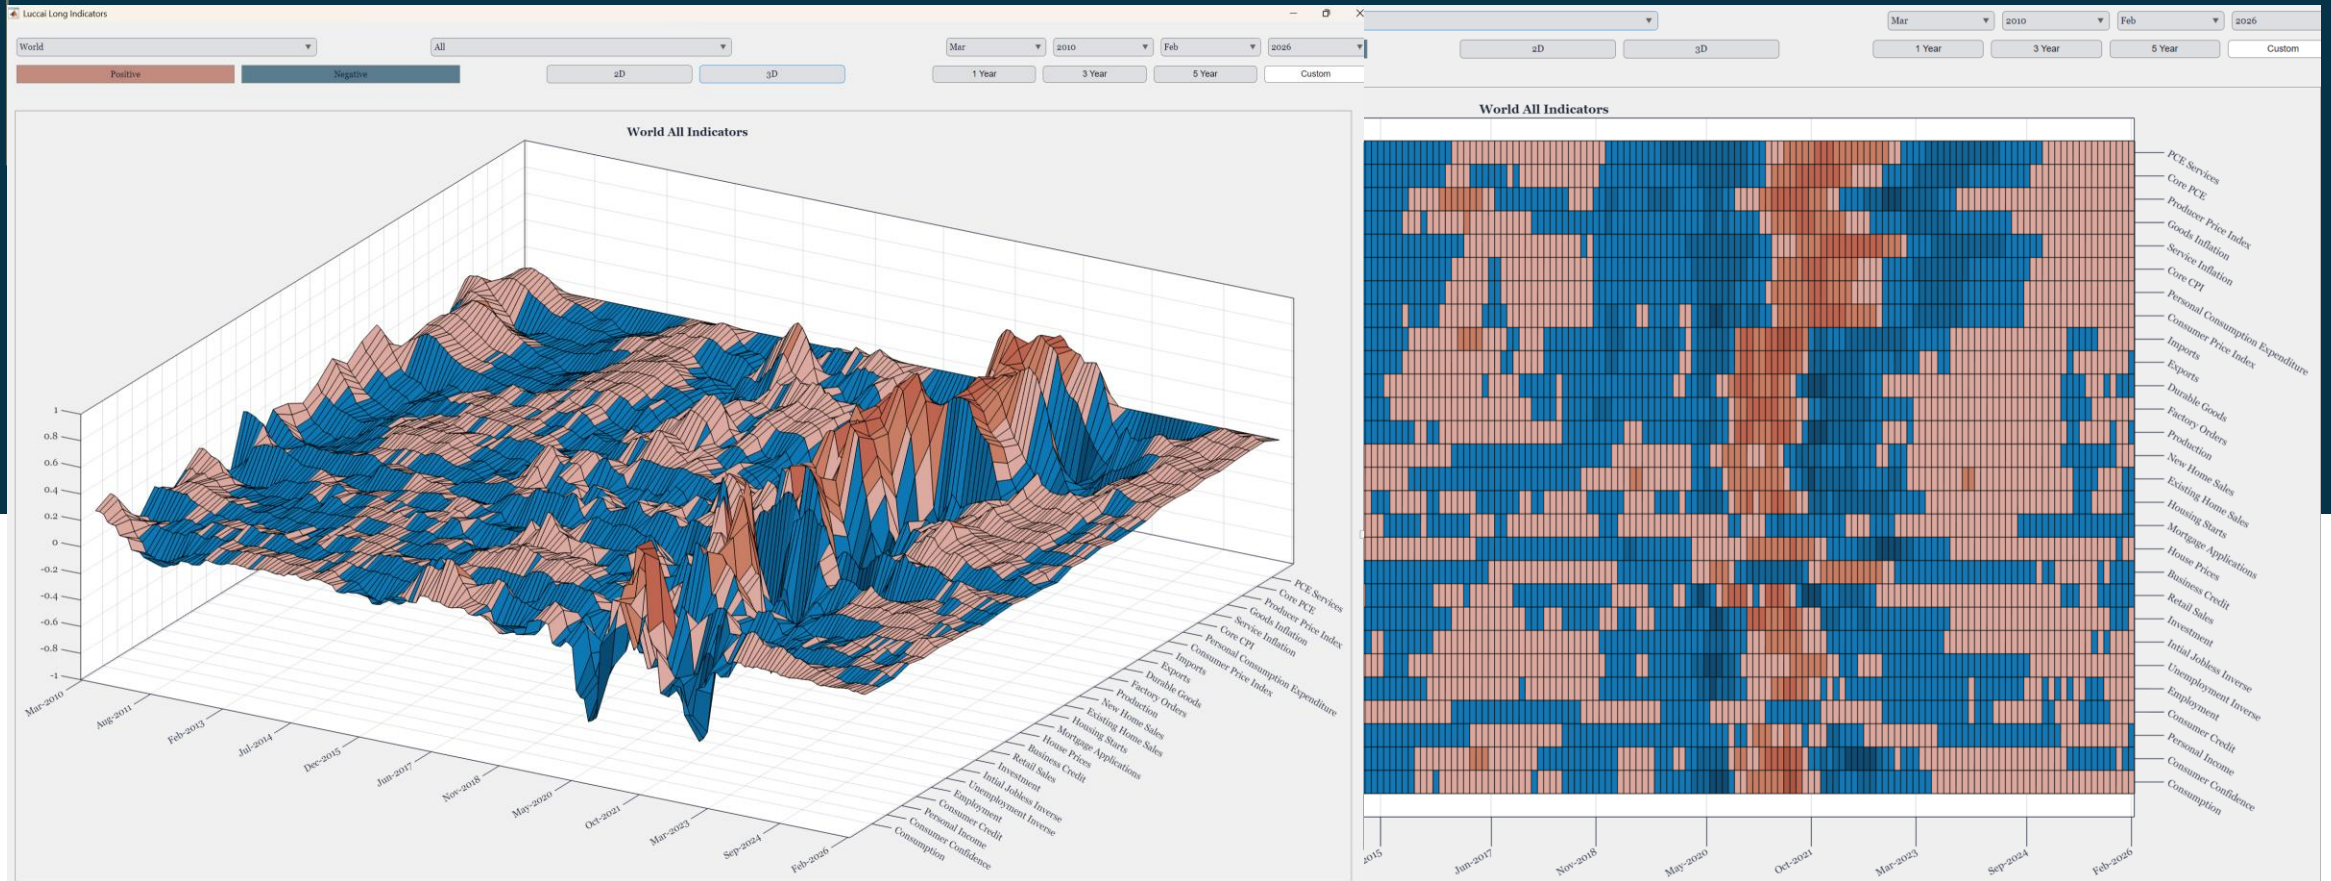 Luccai Long Indicators
World
All
Mar
2010
Feb
2026
Positive
Negative
2D
3D
1 Year
3 Year
5 Year
Custom
World All Indicators
1
0.8
0.6
0.4
0.2
0
-0.2
-0.4
-0.6
-0.8
-1
Mar-2010
Aug-2011
Feb-2013
Jul-2014
Dec-2015
Jun-2017
Nov-2018
May-2020
Oct-2021
Mar-2023
Sep-2024
Feb-2026
PCE Services
Core PCE
Producer Price Index
Goods Inflation
Service Inflation
Core CPI
Personal Consumption Expenditure
Consumer Price Index
Imports
Exports
Durable Goods
Factory Orders
Production
New Home Sales
Existing Home Sales
Housing Starts
Mortgage Applications
House Prices
Business Credit
Retail Sales
Investment
Intial Jobless Inverse
Unemployment Inverse
Employment
Consumer Credit
Personal Income
Consumer Confidence
Consumption
Mar
2010
Feb
2026
2D
3D
1 Year
3 Year
5 Year
Custom
World All Indicators
PCE Services
Core PCE
Producer Price Index
Goods Inflation
Service Inflation
Core CPI
Personal Consumption Expenditure
Consumer Price Index
Imports
Exports
Durable Goods
Factory Orders
Production
New Home Sales
Existing Home Sales
Housing Starts
Mortgage Applications
House Prices
Business Credit
Retail Sales
Investment
Intial Jobless Inverse
Unemployment Inverse
Employment
Consumer Credit
Personal Income
Consumer Confidence
Consumption
2015
Jun-2017
Nov-2018
May-2020
Oct-2021
Mar-2023
Sep-2024
Feb-2026